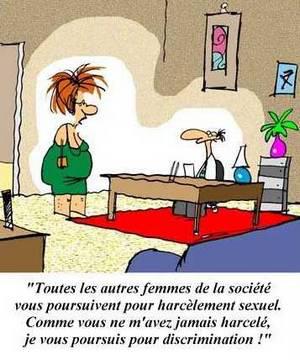 "Toutes les autres femmes de la société
vous poursuivent pour harcèlement sexuel.
Comme vous ne m'avez jamais harcelé,
je vous poursuis pour discrimination !"